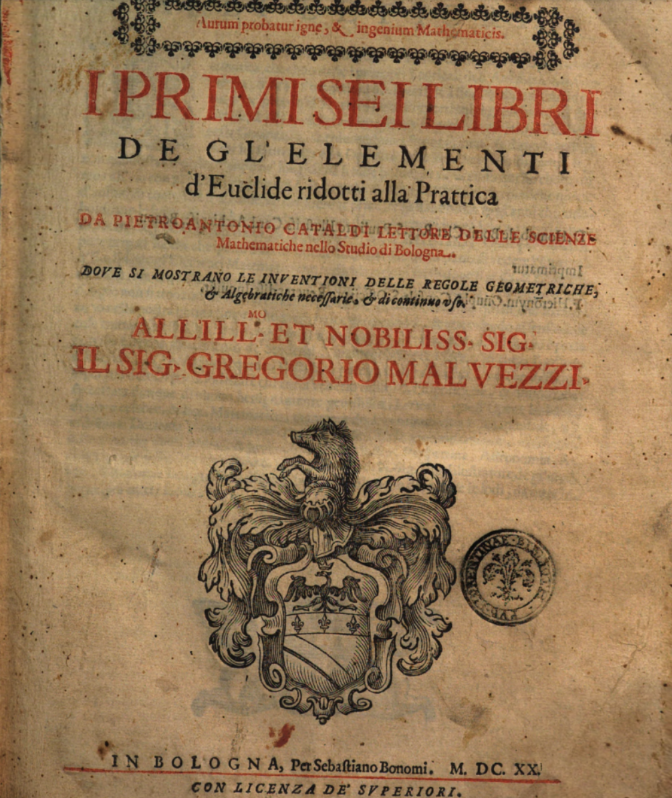 Aurum probatur igne, & ingenium Mathematicis.
I PRIMI SEI LIBRI
DE GL' ELEMENTI
d'Euclide ridotti alla Prattica
DA PIETROANTONIO CATALDI LETTORE DELLE SCIENZE
Mathematiche nello Studio di Bologna.
DOVE SI MOSTRANO LE INVENTIONI DELLE REGOLE GEOMETRICHE,
& Algebratiche necessarie, & di continuo vso.
ALLILL.MO ET NOBILISS. SIG.
IL SIG. GREGORIO MALVEZZI.
IN BOLOGNA, Per Sebastiano Bonomi. M. DC. XX.
CON LICENZA DE' SVPERIORI.